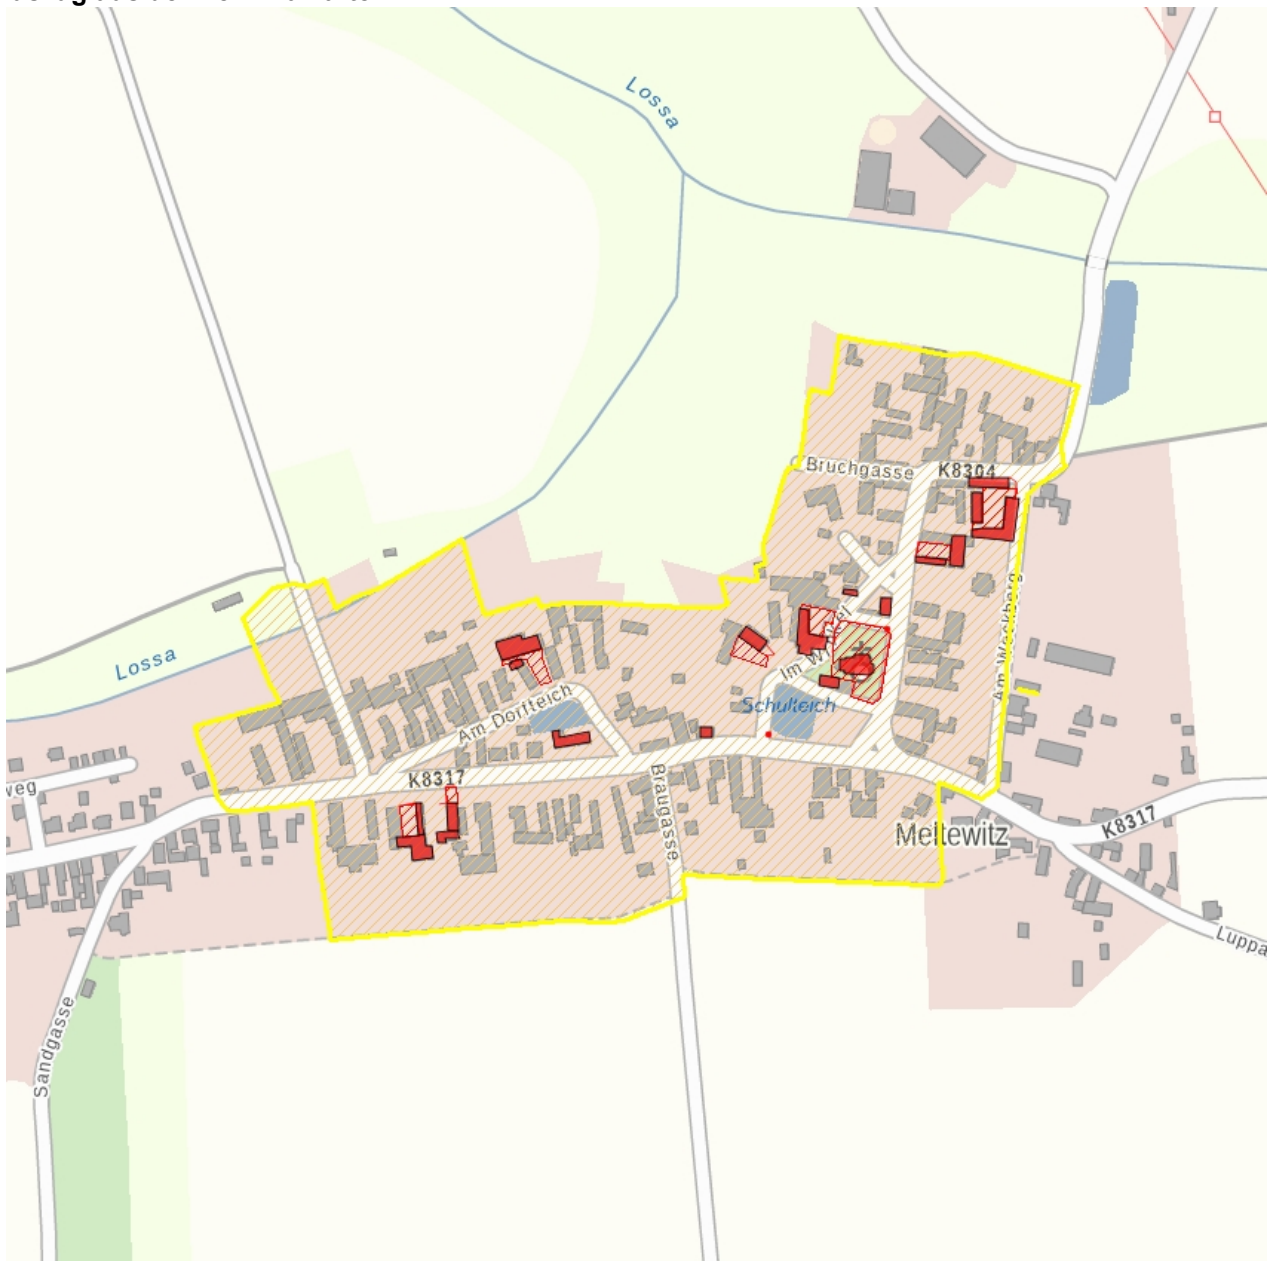 Lossa
Bruchgasse
K8304
Am Weckberg
Im Winkel
Lossa
Schulteich
Am Dorfteich
K8317
weg
Braugasse
Meltewitz
K8317
Luppa
Sandgasse